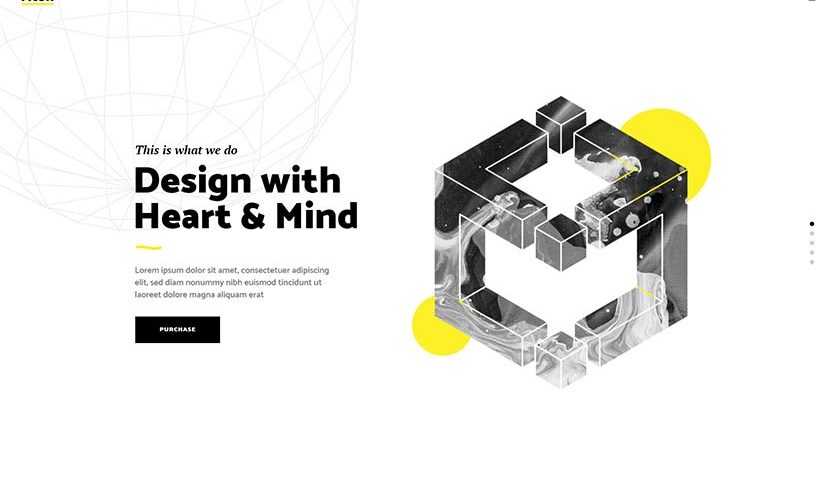 This is what we do
Design with
Heart & Mind
Lorem ipsum dolor sit amet, consectetuer adipiscing
elit, sed diam nonummy nibh euismod tincidunt ut
laoreet dolore magna aliquam erat
PURCHASE